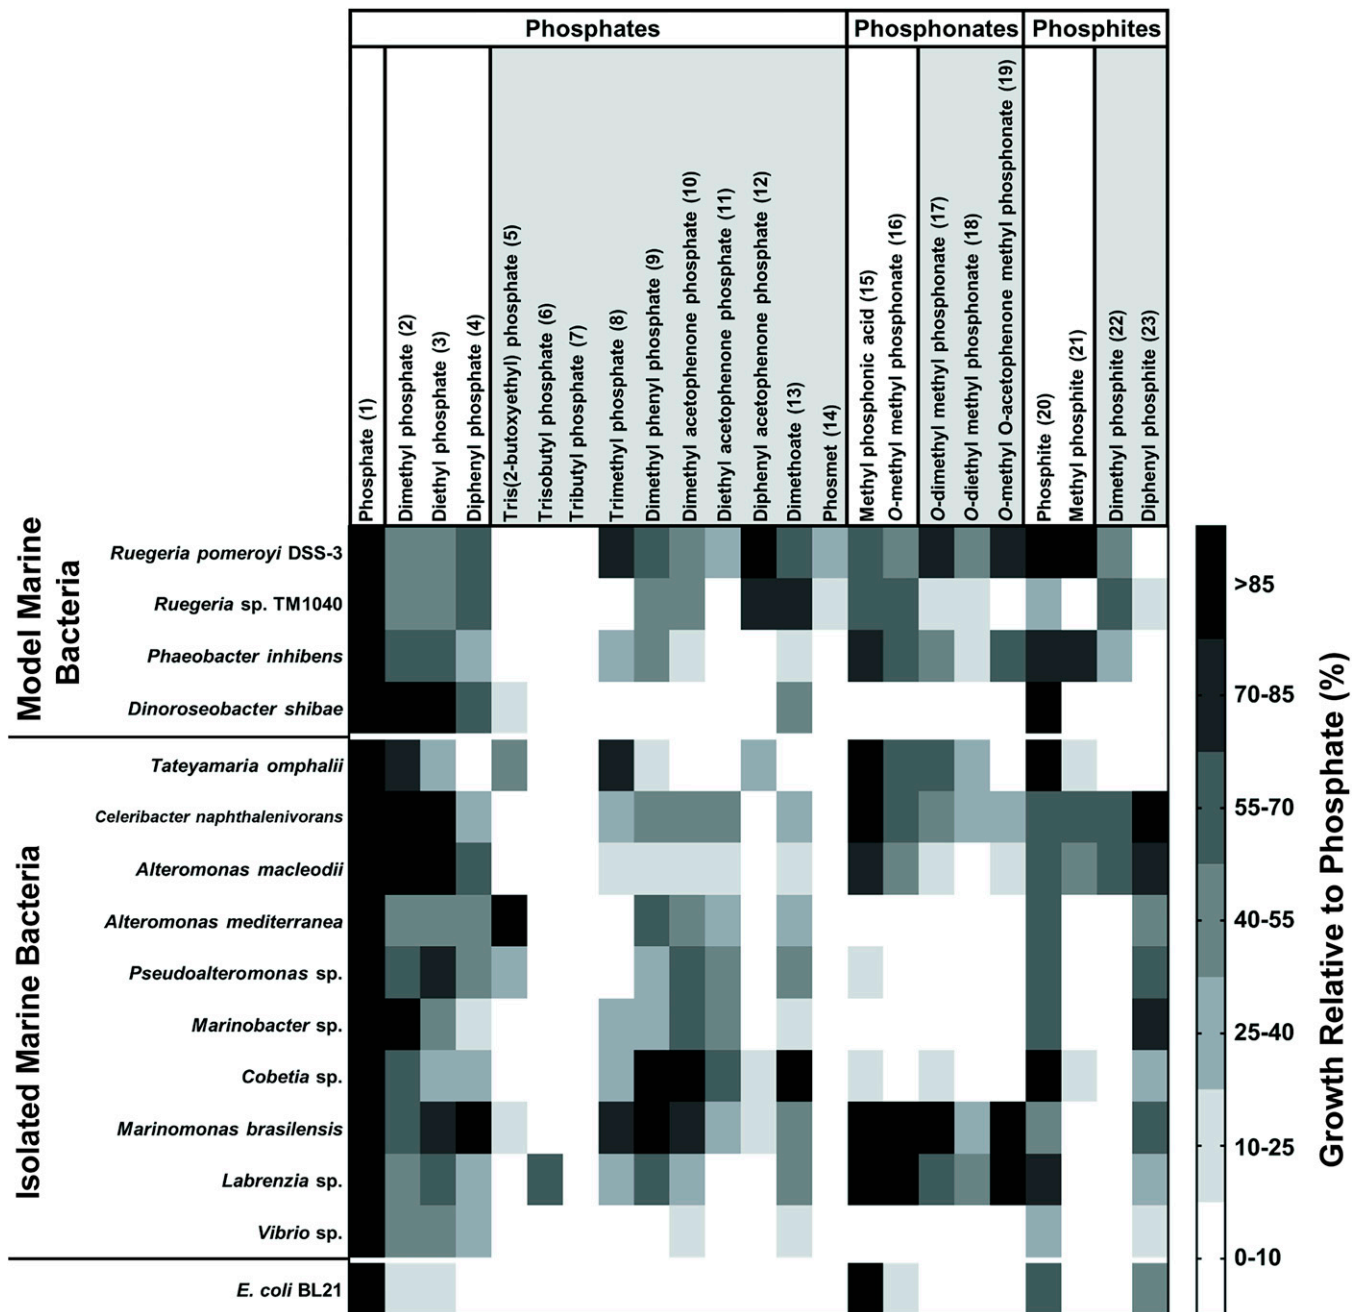 Phosphates
Phosphonates
Phosphites
Phosphate (1)
Dimethyl phosphate (2)
Diethyl phosphate (3)
Diphenyl phosphate (4)
Tris(2-butoxyethyl) phosphate (5)
Trisobutyl phosphate (6)
Tributyl phosphate (7)
Trimethyl phosphate (8)
Dimethyl phenyl phosphate (9)
Dimethyl acetophenone phosphate (10)
Diethyl acetophenone phosphate (11)
Diphenyl acetophenone phosphate (12)
Dimethoate (13)
Phosmet (14)
Methyl phosphonic acid (15)
O-methyl methyl phosphonate (16)
O-dimethyl methyl phosphonate (17)
O-diethyl methyl phosphonate (18)
O-methyl O-acetophenone methyl phosphonate (19)
Phosphite (20)
Methyl phosphite (21)
Dimethyl phosphite (22)
Diphenyl phosphite (23)
Model Marine
Bacteria
Ruegeria pomeroyi DSS-3
Ruegeria sp. TM1040
Phaeobacter inhibens
Dinoroseobacter shibae
Isolated Marine Bacteria
Tateyamaria omphalii
Celeribacter naphthalenivorans
Alteromonas macleodii
Alteromonas mediterranea
Pseudoalteromonas sp.
Marinobacter sp.
Cobetia sp.
Marinomonas brasilensis
Labrenzia sp.
Vibrio sp.
E. coli BL21
>85
70-85
55-70
40-55
25-40
10-25
0-10
Growth Relative to Phosphate (%)